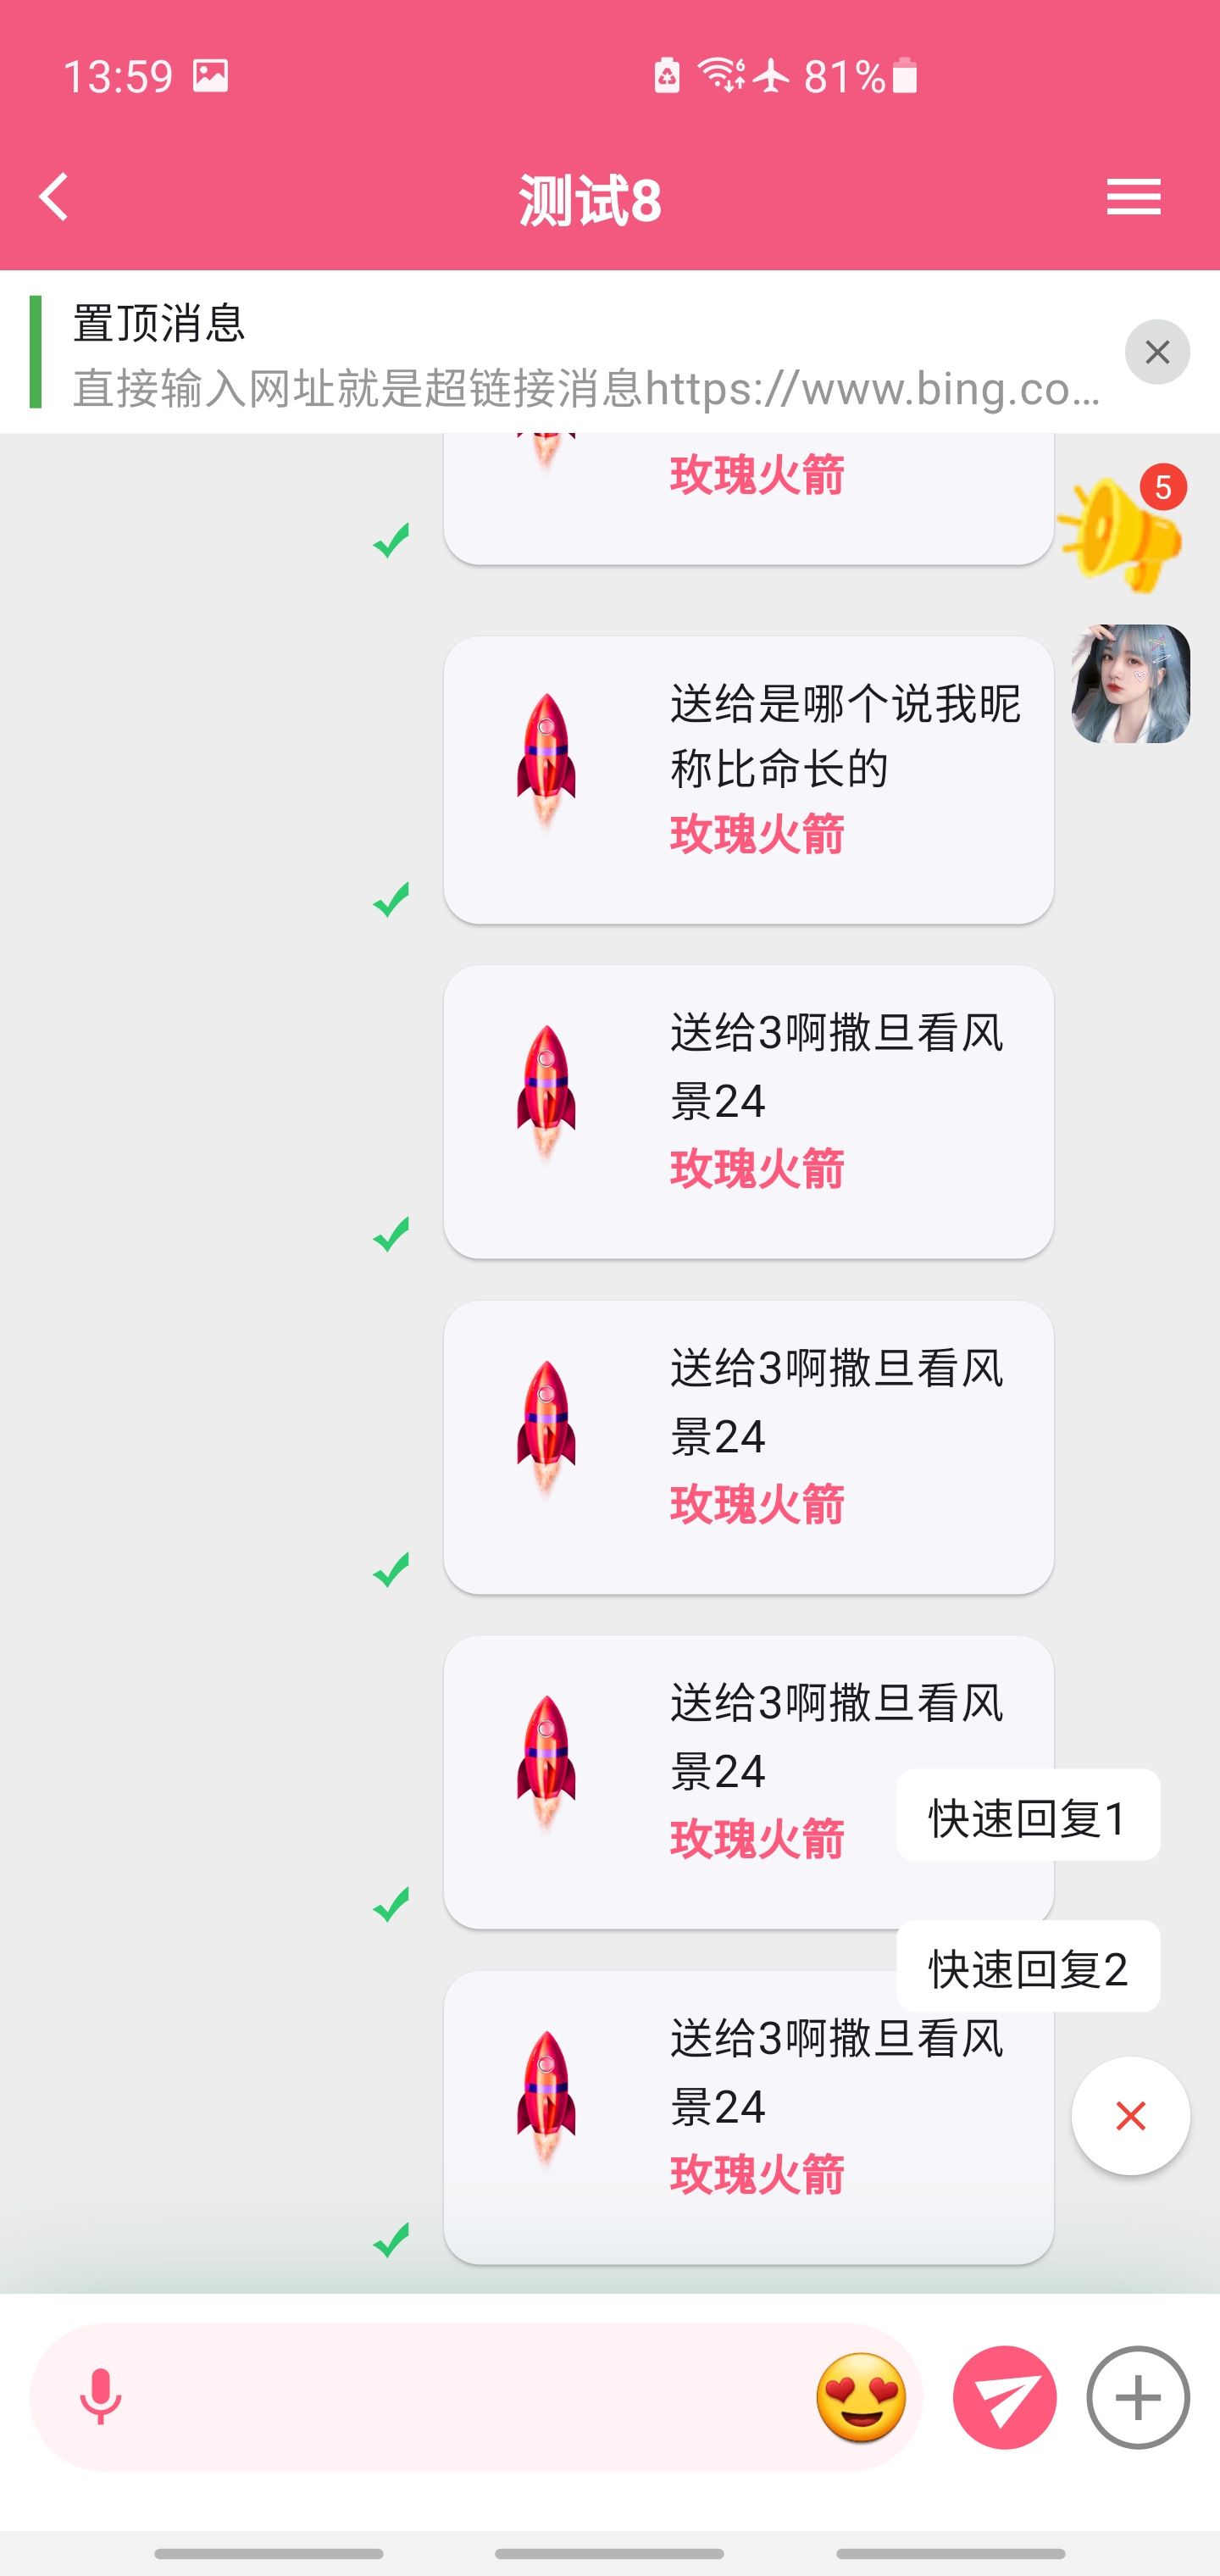 13:59
81%
测试8
置顶消息
直接输入网址就是超链接消息https://www.bing.co...
玫瑰火箭
5
送给是哪个说我昵
称比命长的
玫瑰火箭
送给3啊撒旦看风
景24
玫瑰火箭
送给3啊撒旦看风
景24
玫瑰火箭
送给3啊撒旦看风
景24
玫瑰火箭
快速回复1
快速回复2
送给3啊撒旦看风
景24
玫瑰火箭